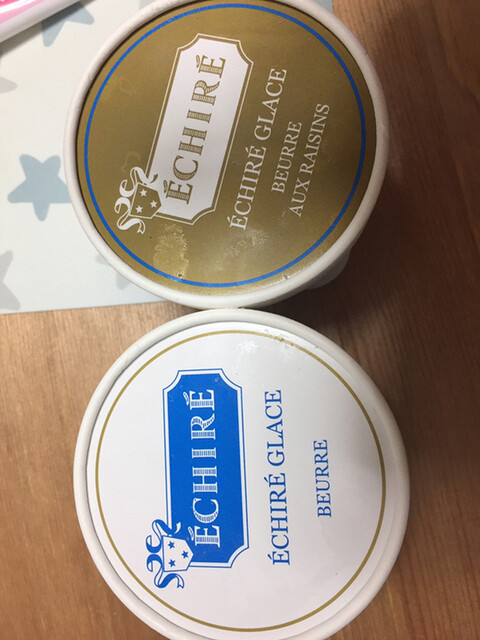 ÉCHIRÉ
ÉCHIRÉ GLACE
BEURRE
AUX RAISINS
ÉCHIRÉ
ÉCHIRÉ GLACE
BEURRE